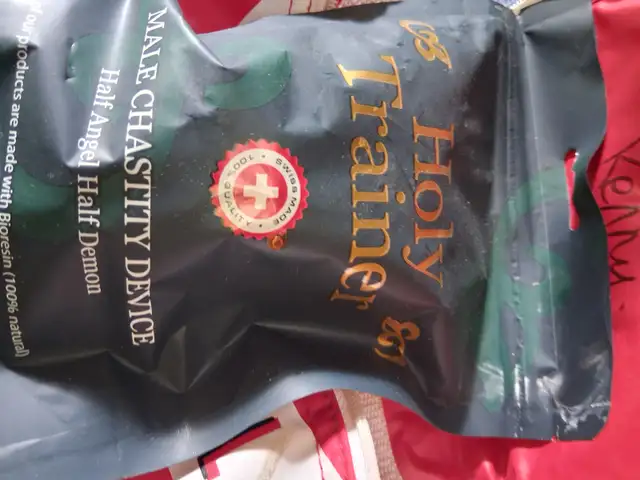 Holy
Trainer
SWISS MADE
100% QUALITY
MALE CHASTITY DEVICE
Half Angel Half Demon
our products are made with Bioresin (100% natural)